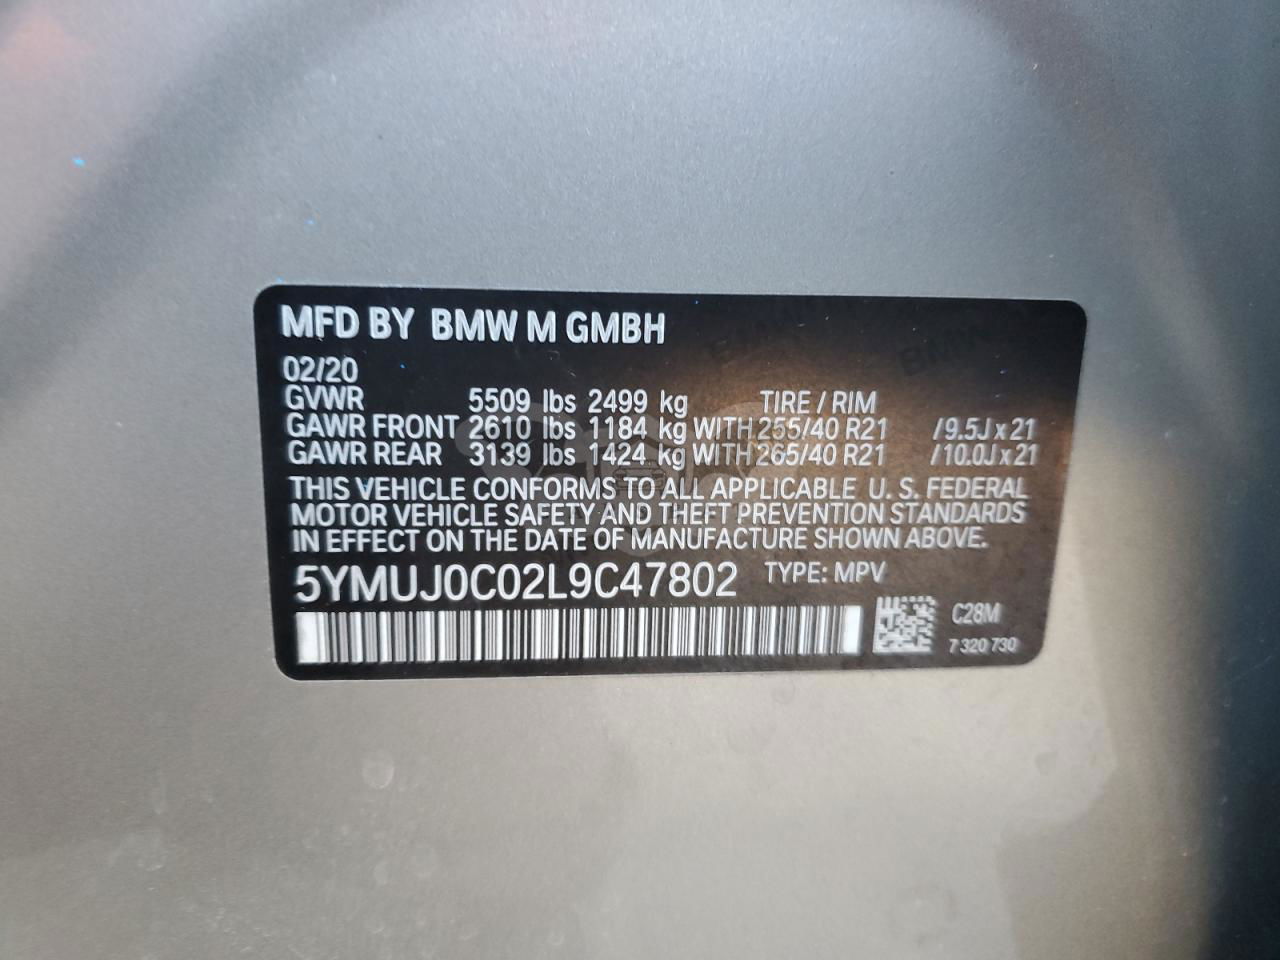 MFD BY BMW M GMBH
02/20
GVWR 5509 lbs 2499 kg TIRE / RIM
GAWR FRONT 2610 lbs 1184 kg WITH 255/40 R21 /9.5J x 21
GAWR REAR 3139 lbs 1424 kg WITH 265/40 R21 /10.0J x 21
THIS VEHICLE CONFORMS TO ALL APPLICABLE U. S. FEDERAL
MOTOR VEHICLE SAFETY AND THEFT PREVENTION STANDARDS
IN EFFECT ON THE DATE OF MANUFACTURE SHOWN ABOVE.
5YMUJ0C02L9C47802 TYPE: MPV
C28M
7 320 730